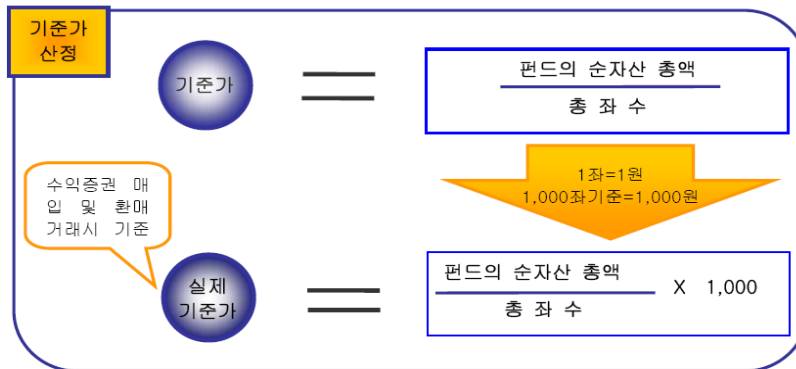 기준가
산정
기준가
펀드의 순자산 총액
총 좌 수
1좌=1원
1,000좌기준=1,000원
수익증권 매
입 및 환매
거래시 기준
실제
기준가
펀드의 순자산 총액
총 좌 수
X 1,000